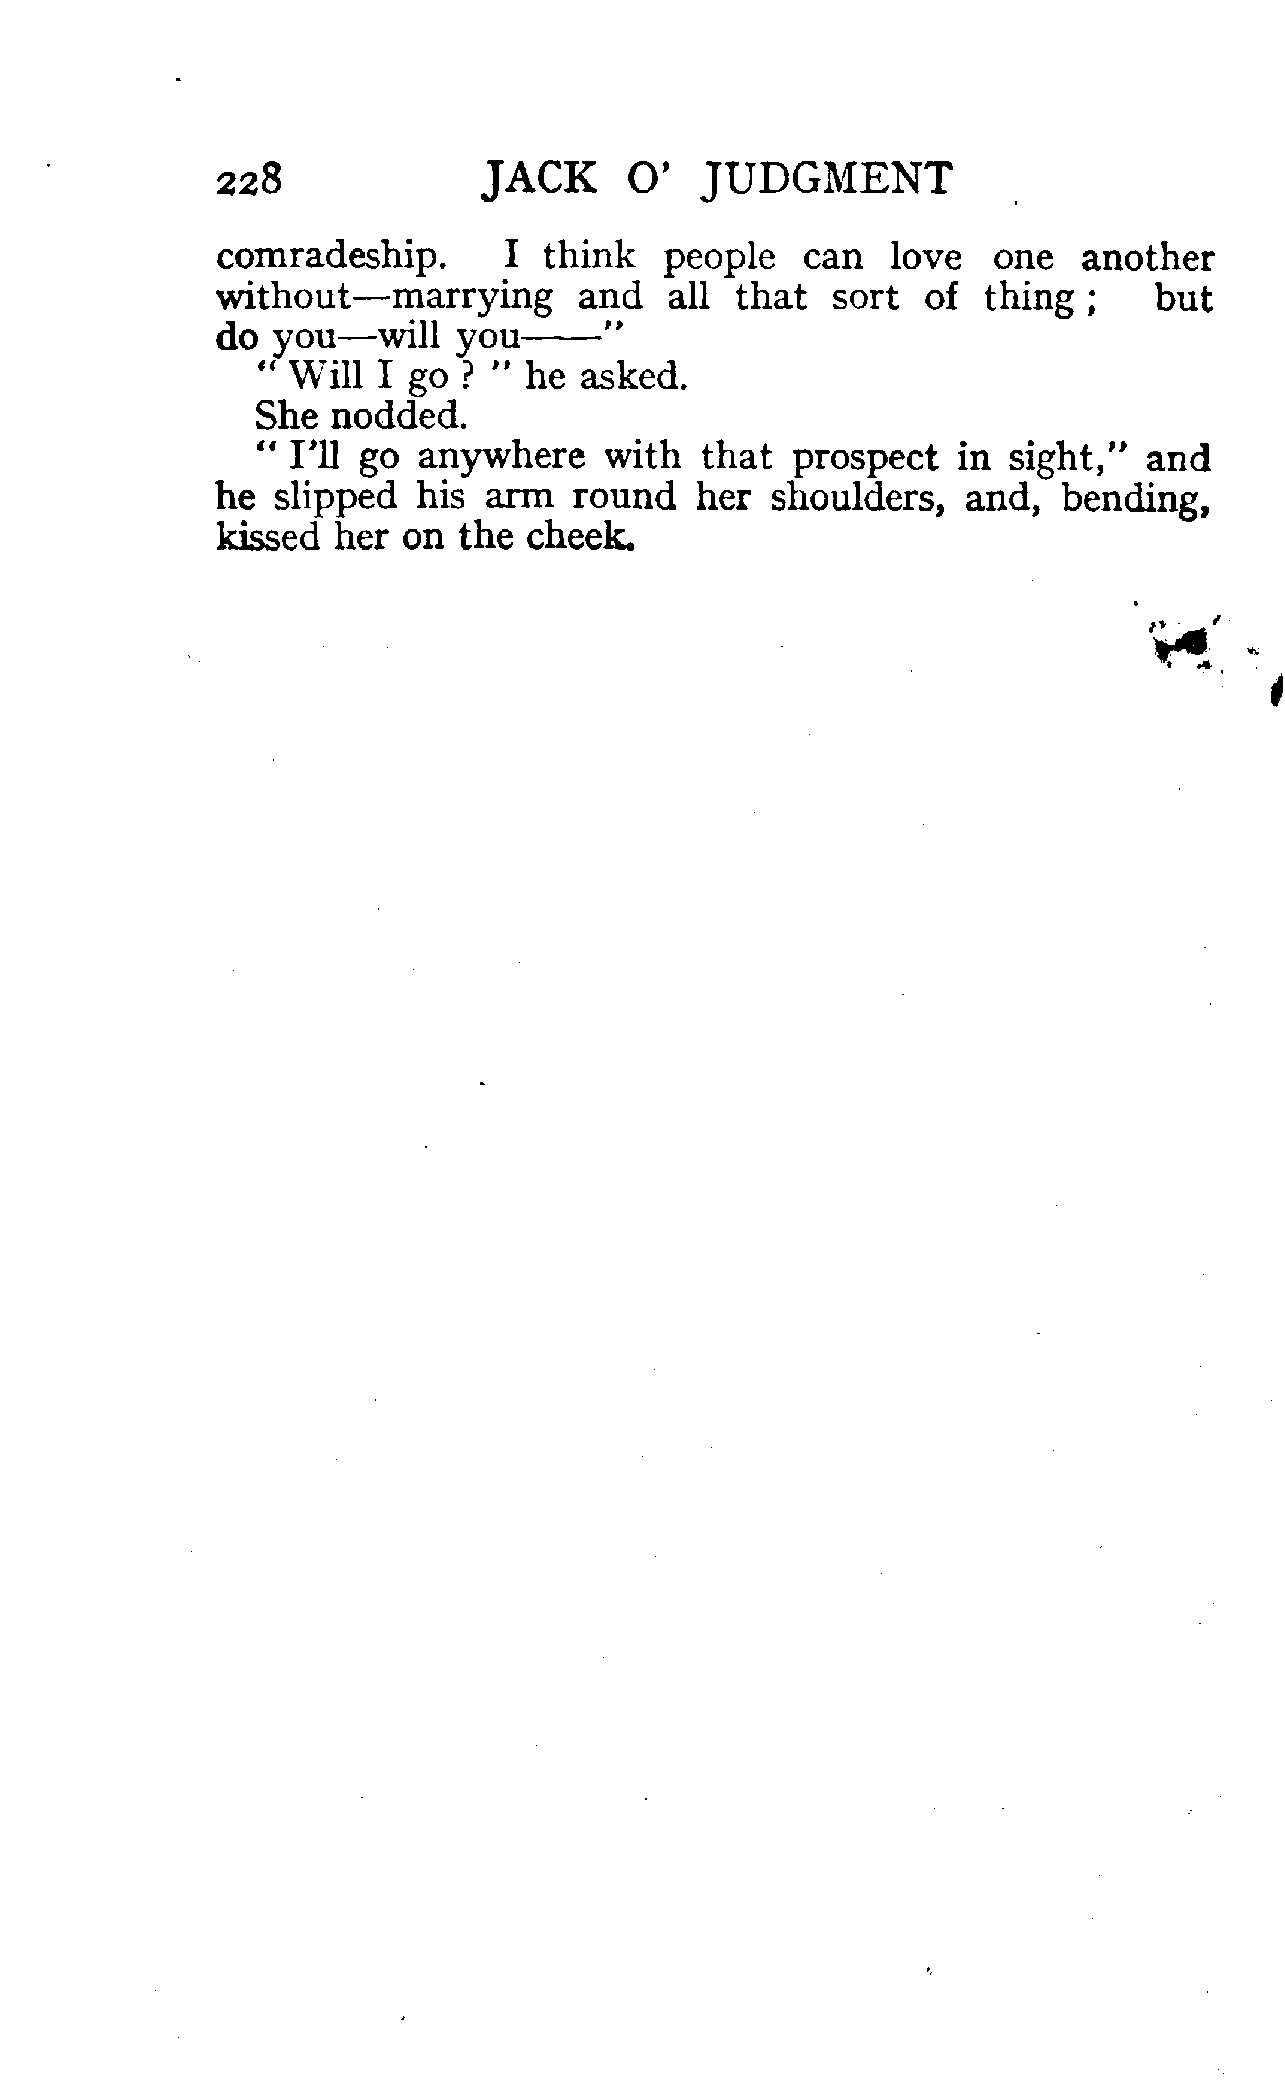 228 JACK O' JUDGMENT
comradeship. I think people can love one another
without—marrying and all that sort of thing ; but
do you—will you——"
" Will I go ? " he asked.
She nodded.
" I'll go anywhere with that prospect in sight," and
he slipped his arm round her shoulders, and, bending,
kissed her on the cheek.